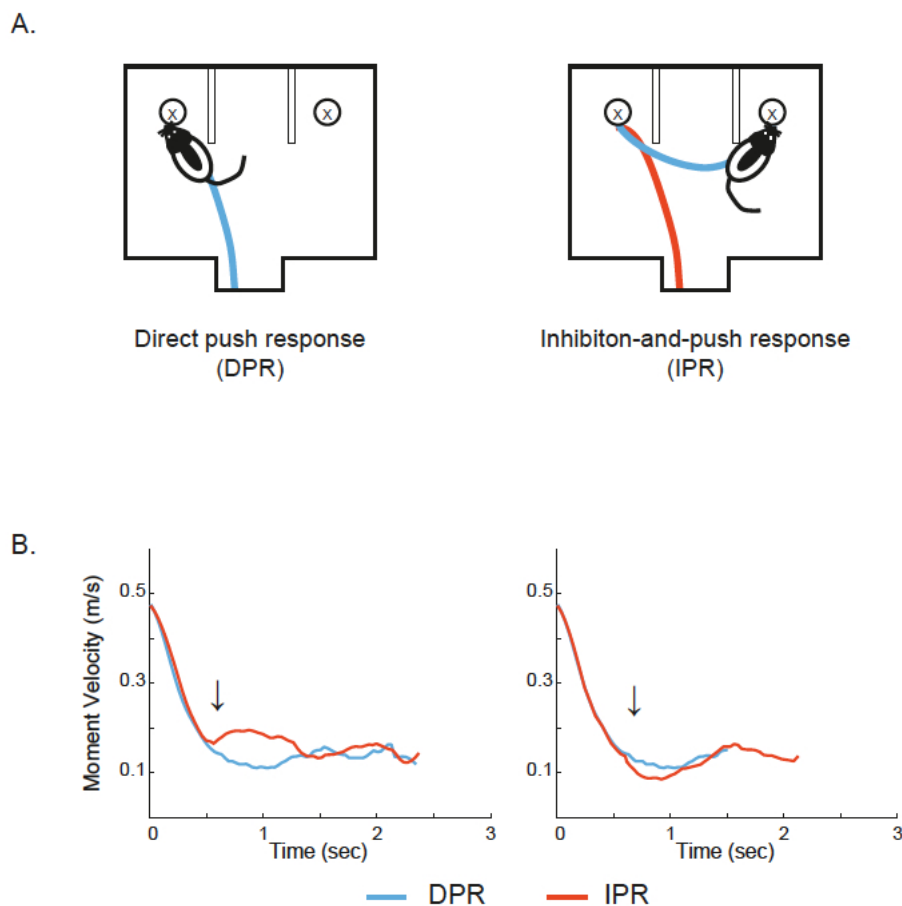 A.
X X X X
Direct push response
(DPR)
Inhibiton-and-push response
(IPR)
B.
Moment Velocity (m/s)
0.5
0.3
0.1
0 1 2 3
Time (sec)
0.5
0.3
0.1
0 1 2 3
Time (sec)
DPR IPR